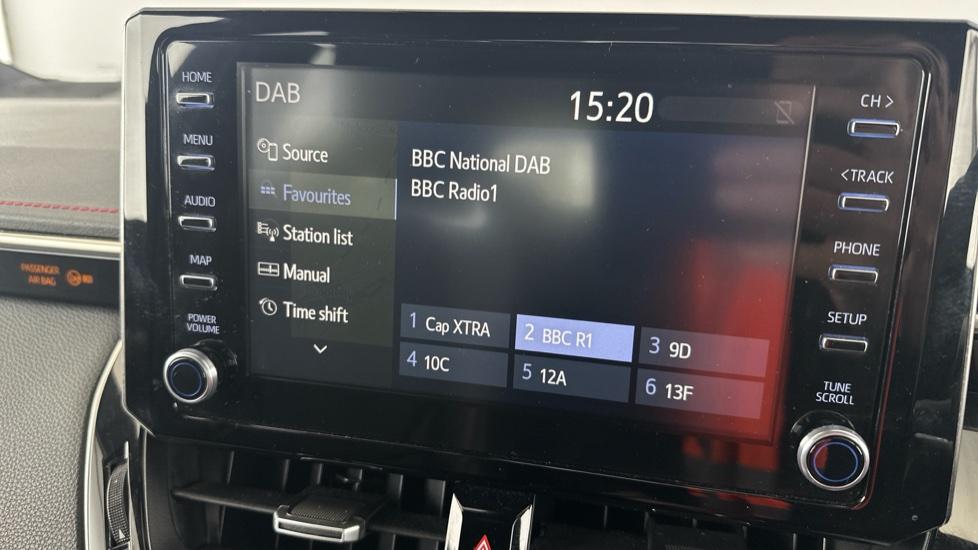 HOME
MENU
AUDIO
MAP
POWER
VOLUME
PASSENGER
AIR BAG
DAB
15:20
Source
Favourites
Station list
Manual
Time shift
BBC National DAB
BBC Radio1
1 Cap XTRA
2 BBC R1
3 9D
4 10C
5 12A
6 13F
CH >
<TRACK
PHONE
SETUP
TUNE
SCROLL